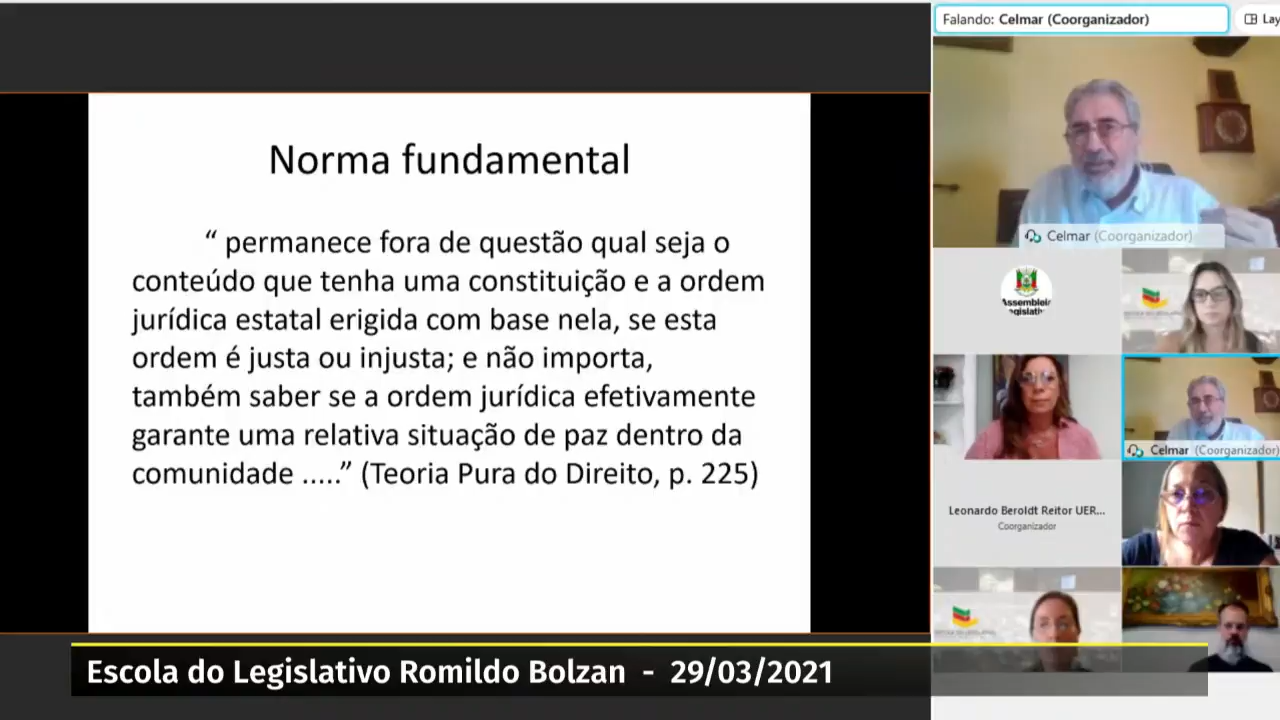 Falando: Celmar (Coorganizador)
Lay
Norma fundamental
“ permanece fora de questão qual seja o
conteúdo que tenha uma constituição e a ordem
jurídica estatal erigida com base nela, se esta
ordem é justa ou injusta; e não importa,
também saber se a ordem jurídica efetivamente
garante uma relativa situação de paz dentro da
comunidade .....” (Teoria Pura do Direito, p. 225)
Celmar (Coorganizador)
Assembleia
Legislativ
Celmar (Coorganizador)
Leonardo Beroldt Reitor UER...
Coorganizador
Escola do Legislativo Romildo Bolzan - 29/03/2021